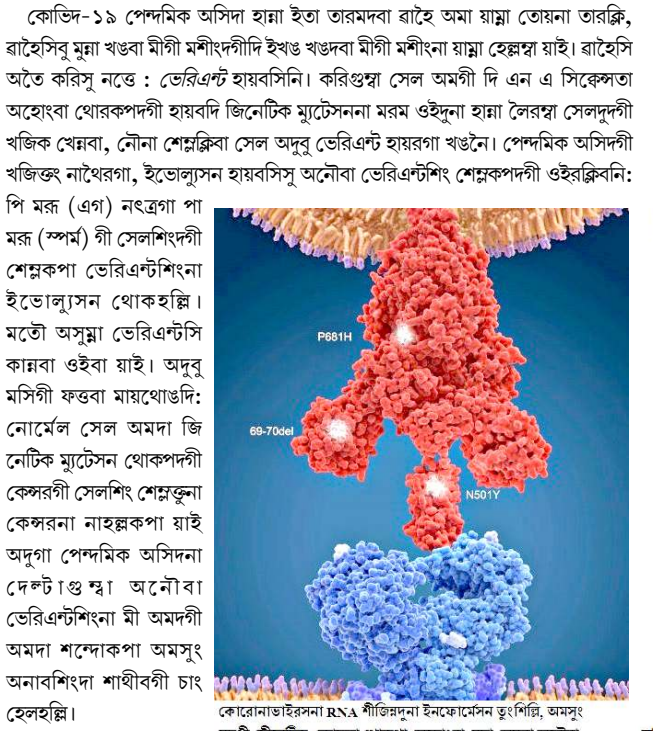 কোভিদ-১৯ পেন্দমিক অসিদা হান্না ইতা তারমদবা ৱাহৈ অমা য়াম্না তোয়না তারক্লি,
ৱাহৈসিবু মুন্না খঙবা মীগী মশীংদগীদি ইখঙ খঙদবা মীগী মশীংনা য়াম্না হেল্লম্বা য়াই। ৱাহৈসি
অতৈ করিসু নত্তে : ভেরিএন্ট হায়বসিনি। করিগুম্বা সেল অমগী দি এন এ সিক্বেন্সতা
অহোংবা থোরকপদগী হায়বদি জিনেটিক ম্যুটেসননা মরম ওইদুনা হান্না লৈরম্বা সেলদুদগী
খজিক খেন্নবা, নৌনা শেম্লক্লিবা সেল অদুবু ভেরিএন্ট হায়রগা খঙনৈ। পেন্দমিক অসিদগী
খজিক্তং নাথৈরগা, ইভোল্যুসন হায়বসিসু অনৌবা ভেরিএন্টশিং শেম্লকপদগী ওইরক্লিবনি:
পি মরূ (এগ) নৎত্রগা পা
মরূ (স্পর্ম) গী সেলশিংদগী
শেম্লকপা ভেরিএন্টশিংনা
ইভোল্যুসন থোকহল্লি।
মতৌ অসুম্না ভেরিএন্টসি
কান্নবা ওইবা য়াই। অদুবু
মসিগী ফত্তবা মায়থোঙদি:
নোর্মেল সেল অমদা জি
নেটিক ম্যুটেসন থোকপদগী
কেন্সরগী সেলশিং শেম্লক্তুনা
কেন্সরনা নাহল্লকপা য়াই
অদুগা পেন্দমিক অসিদনা
দেল্টাগুম্বা অনৌবা
ভেরিএন্টশিংনা মী অমদগী
অমদা শন্দোকপা অমসুং
অনাবশিংদা শাথীবগী চাং
হেলহল্লি।
P681H
69-70del
N501Y
কোরোনাভাইরসনা RNA শীজিন্নদুনা ইনফোর্মেসন তুংশিল্লি, অমসুং